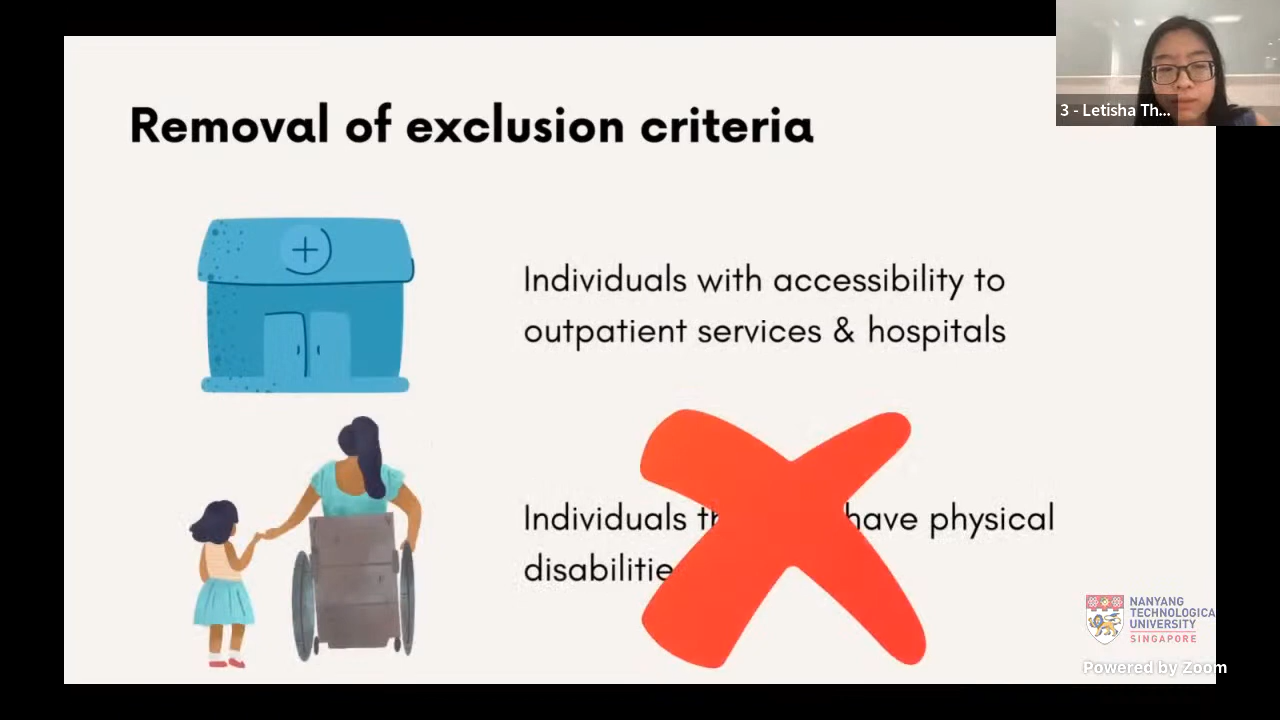 3 - Letisha Th...
Removal of exclusion criteria
Individuals with accessibility to
outpatient services & hospitals
Individuals have physical
disabilitie
NANYANG
TECHNOLOGICA
UNIVERSITY
SINGAPORE
Powered by Zoom